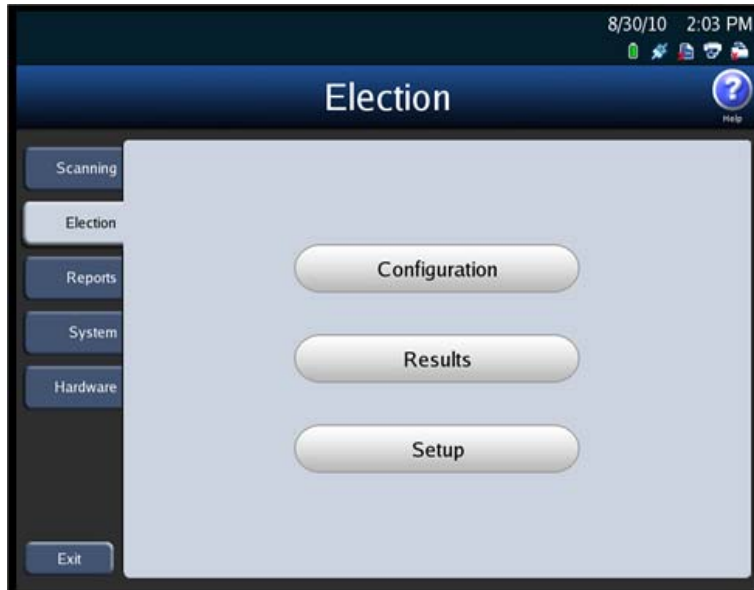 8/30/10 2:03 PM
Election
Help
Scanning
Election
Reports
System
Hardware
Configuration
Results
Setup
Exit